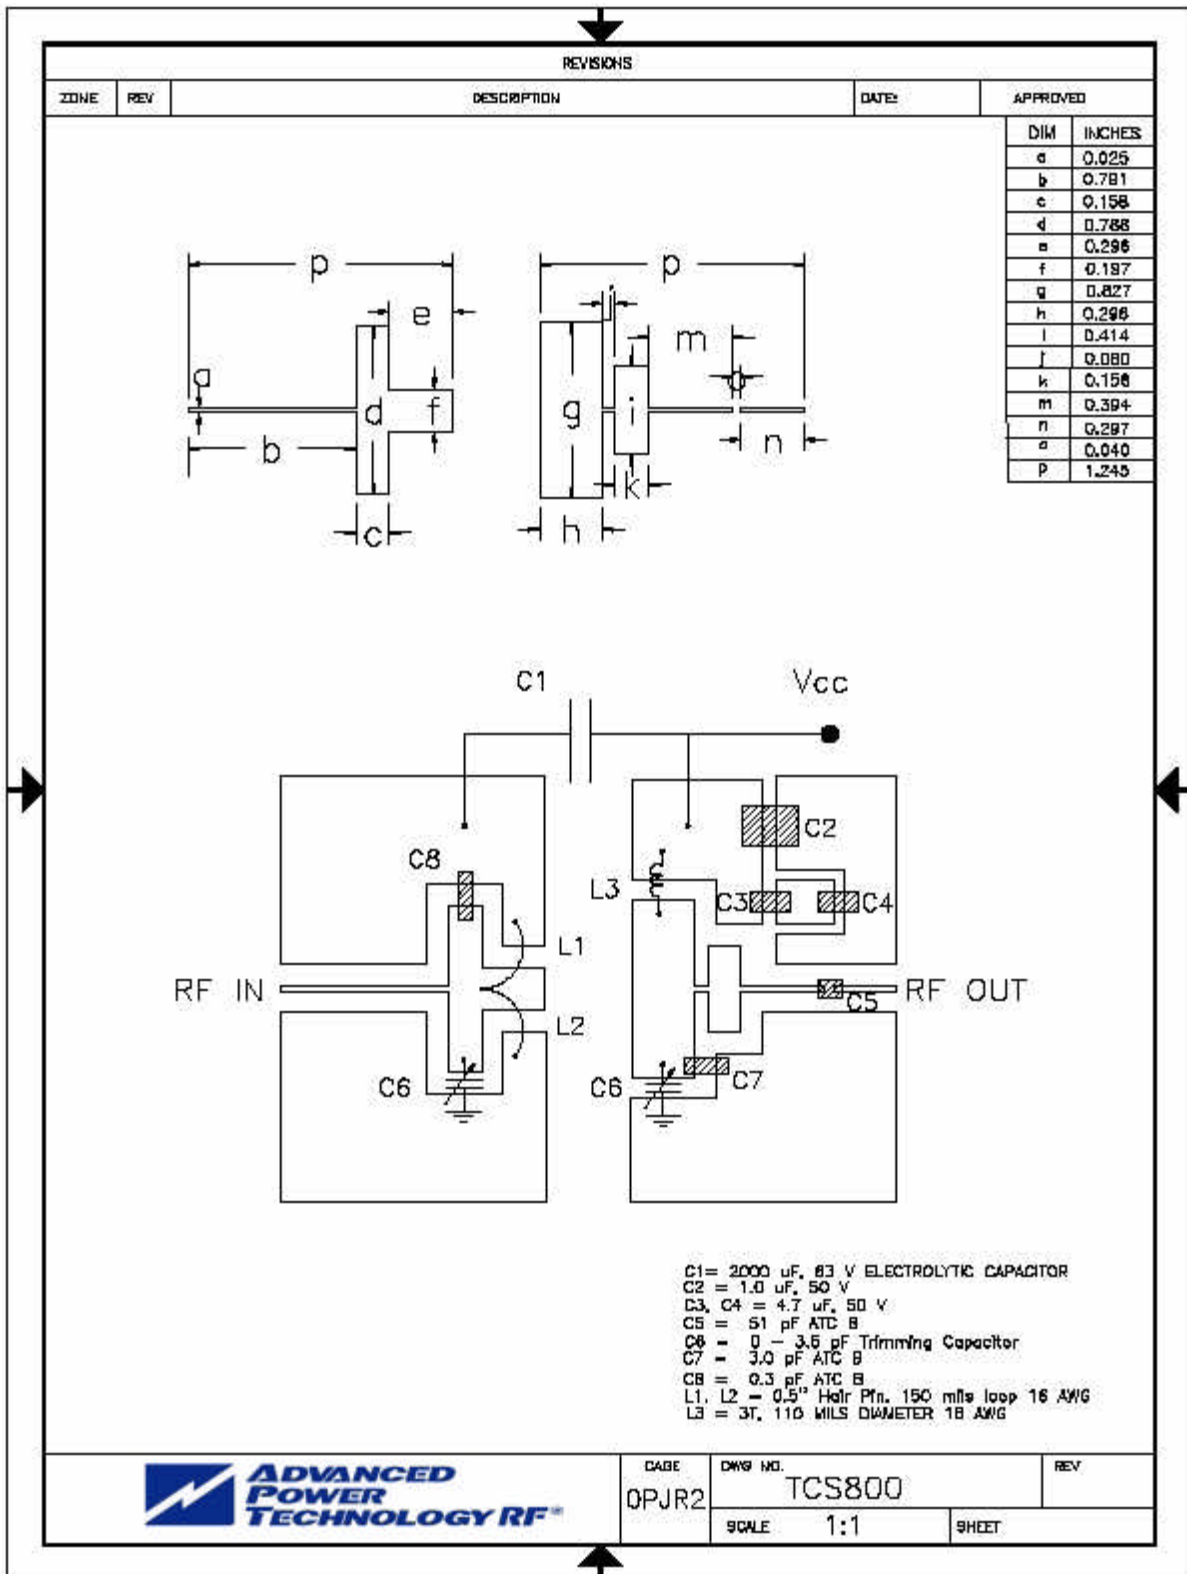 REVISIONS
ZONE REV DESCRIPTION DATE: APPROVED
DIM INCHES
a 0.025
b 0.791
c 0.158
d 0.788
e 0.296
f 0.197
g 0.827
h 0.296
i 0.414
j 0.060
k 0.156
m 0.394
n 0.297
o 0.040
P 1.245
p p
e j
m
a
d f g i
b n
k
c h
C1 Vcc
C8 C2
L3 C3 C4
L1
RF IN RF OUT
C5
L2
C6 C6 C7
C1= 2000 uF, 63 V ELECTROLYTIC CAPACITOR
C2 = 1.0 uF, 50 V
C3, C4 = 4.7 uF, 50 V
C5 = 51 pF ATC B
C6 = 0 - 3.5 pF Trimming Capacitor
C7 = 3.0 pF ATC B
C8 = 0.3 pF ATC B
L1, L2 = 0.5" Hair Pin. 150 mils loop 16 AWG
L3 = 3T, 110 MILS DIAMETER 18 AWG
ADVANCED
POWER
TECHNOLOGY RF®
CAGE
0PJR2
DWG NO.
TCS800
REV
SCALE 1:1 SHEET